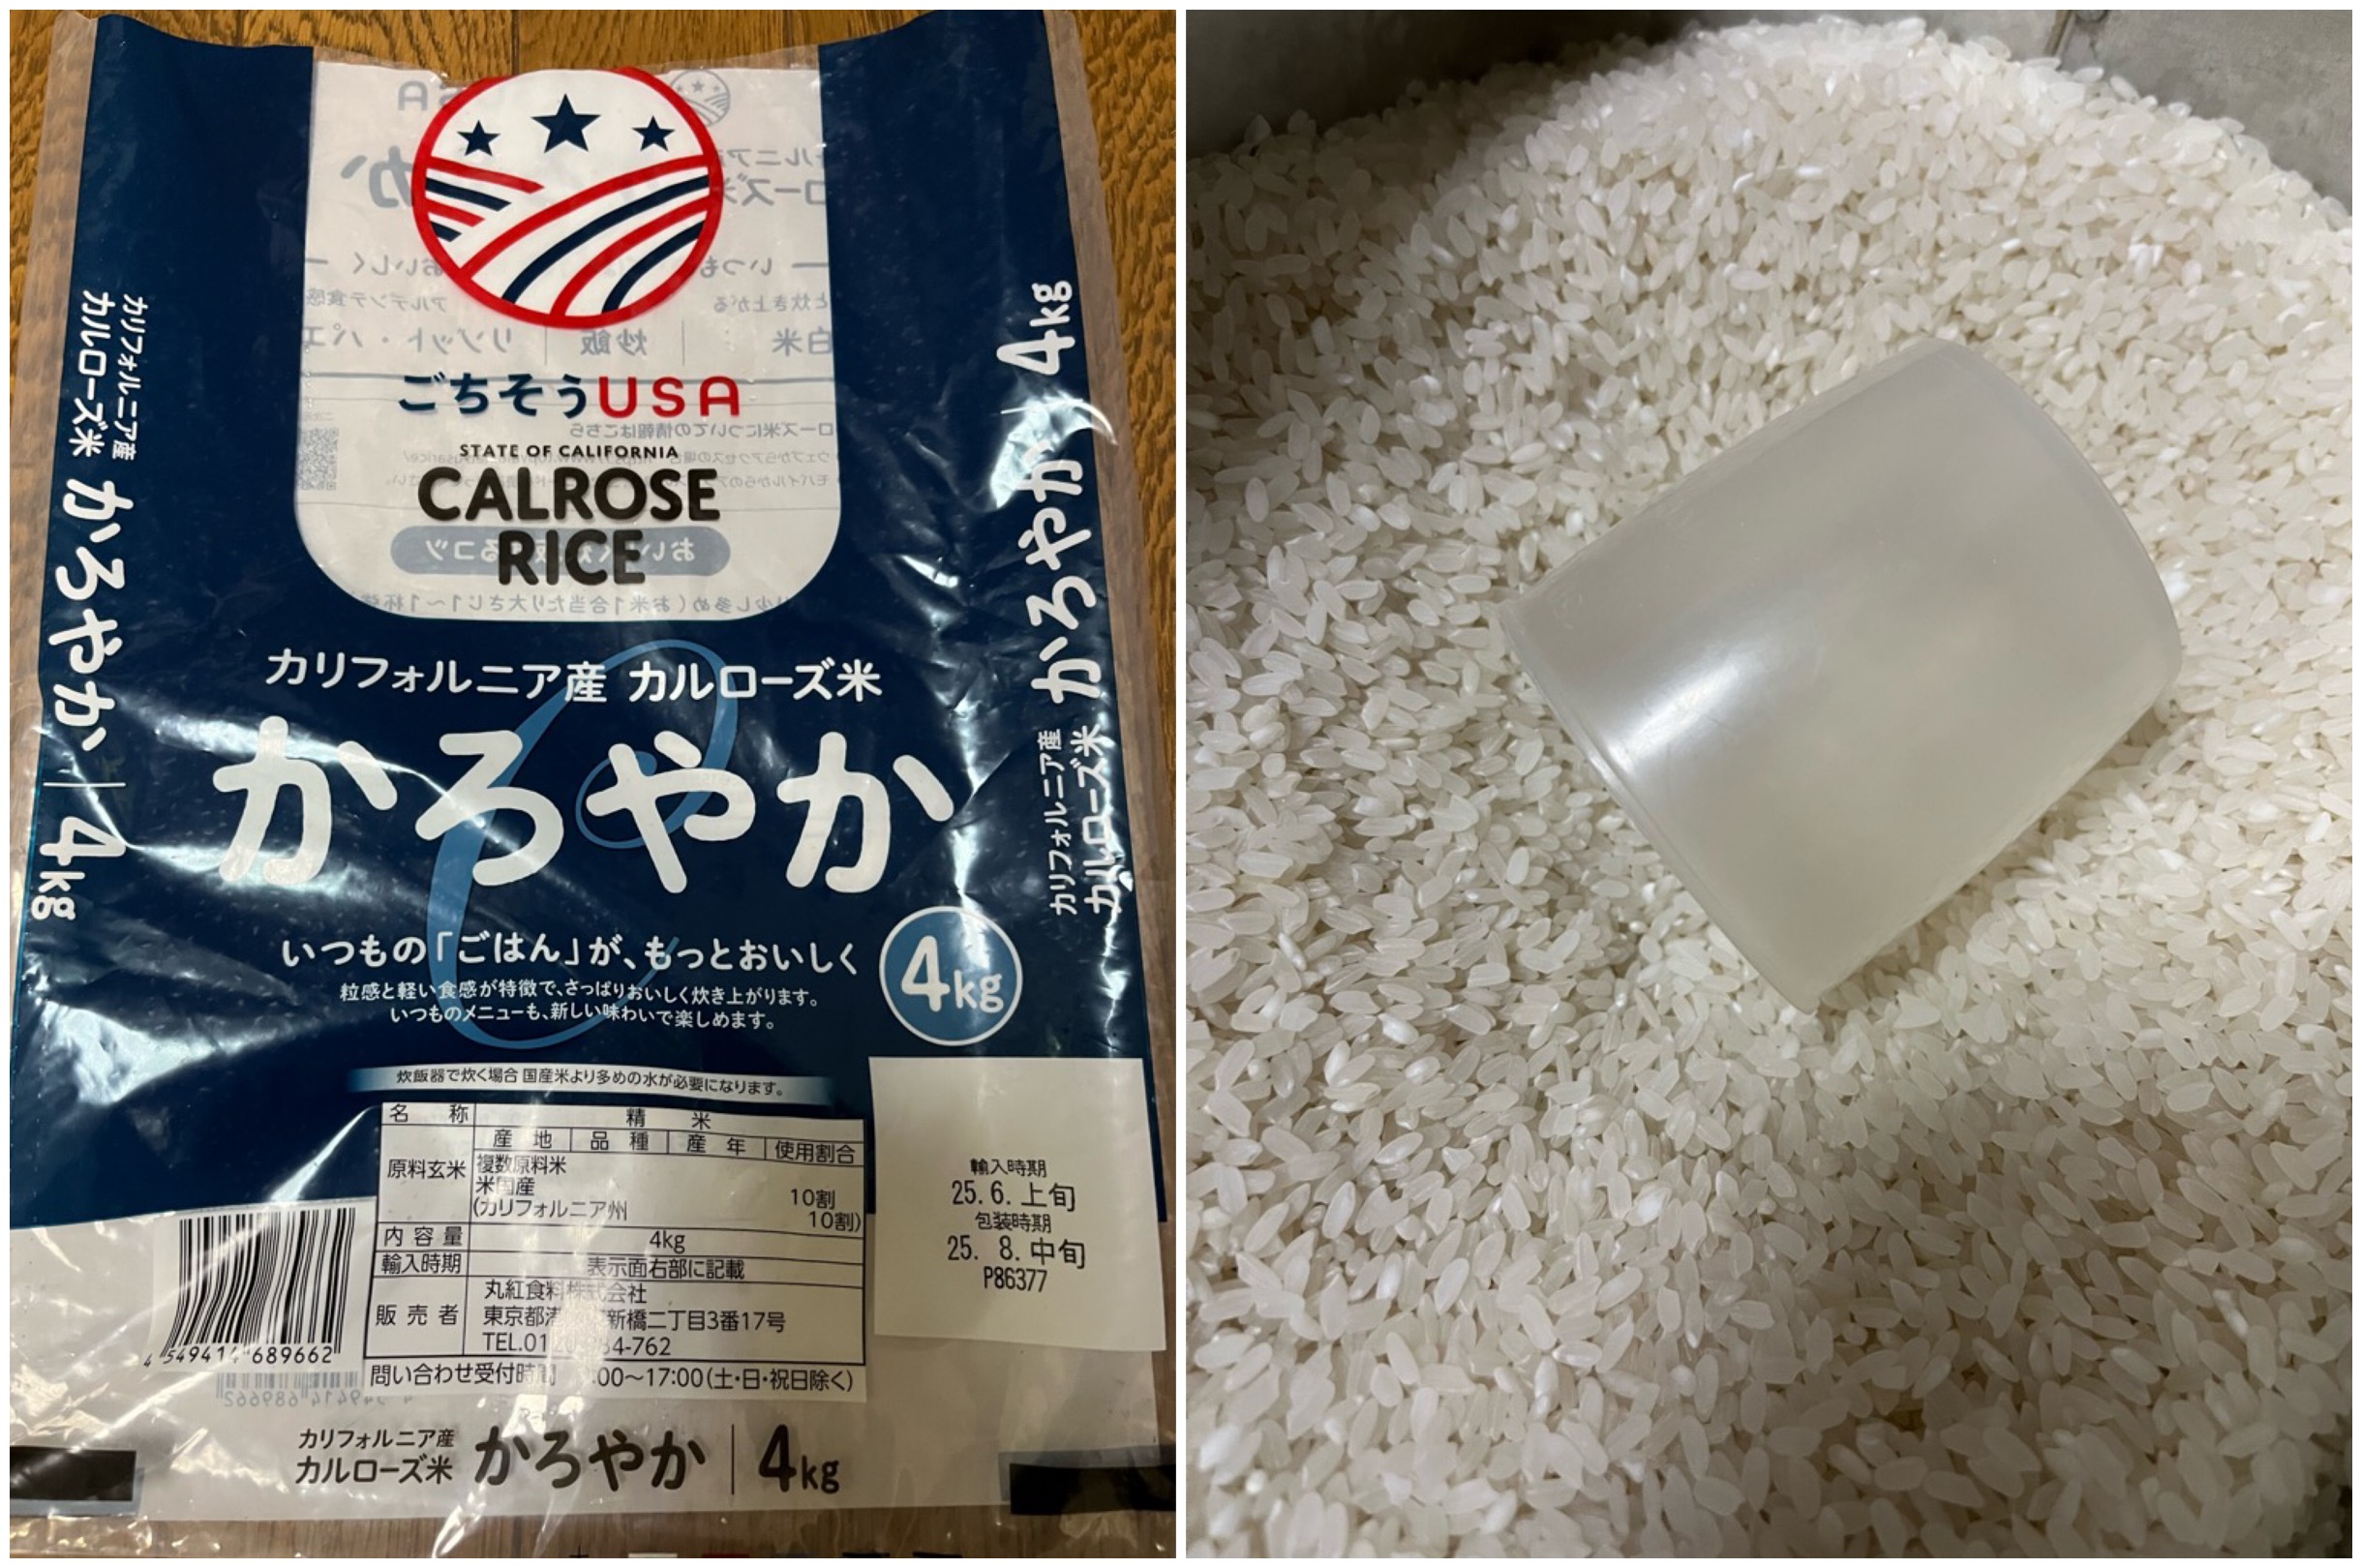 ごちそうUSA
STATE OF CALIFORNIA
CALROSE
RICE
カリフォルニア産 カルローズ米
かろやか
いつもの「ごはん」が、もっとおいしく
粒感と軽い食感が特徴で、さっぱりおいしく炊き上がります。
いつものメニューも、新しい味わいで楽しめます。
4kg
炊飯器で炊く場合 国産米より多めの水が必要になります。
名 称 精 米
原料玄米 産 地 品 種 産 年 使用割合
複数原料米
米国産 10割
(カリフォルニア州 10割)
内容量 4kg
輸入時期 表示面右部に記載
販売者 丸紅食料株式会社
東京都港 新橋二丁目3番17号
TEL.01 4-762
問い合わせ受付時間 :00～17:00(土・日・祝日除く)
輸入時期
25. 6. 上旬
包装時期
25. 8. 中旬
P86377
4 549414 689662
カリフォルニア産
カルローズ米 かろやか 4kg
カリフォルニア産
カルローズ米 かろやか 4kg
カリフォルニア産
カルローズ米 かろやか 4kg